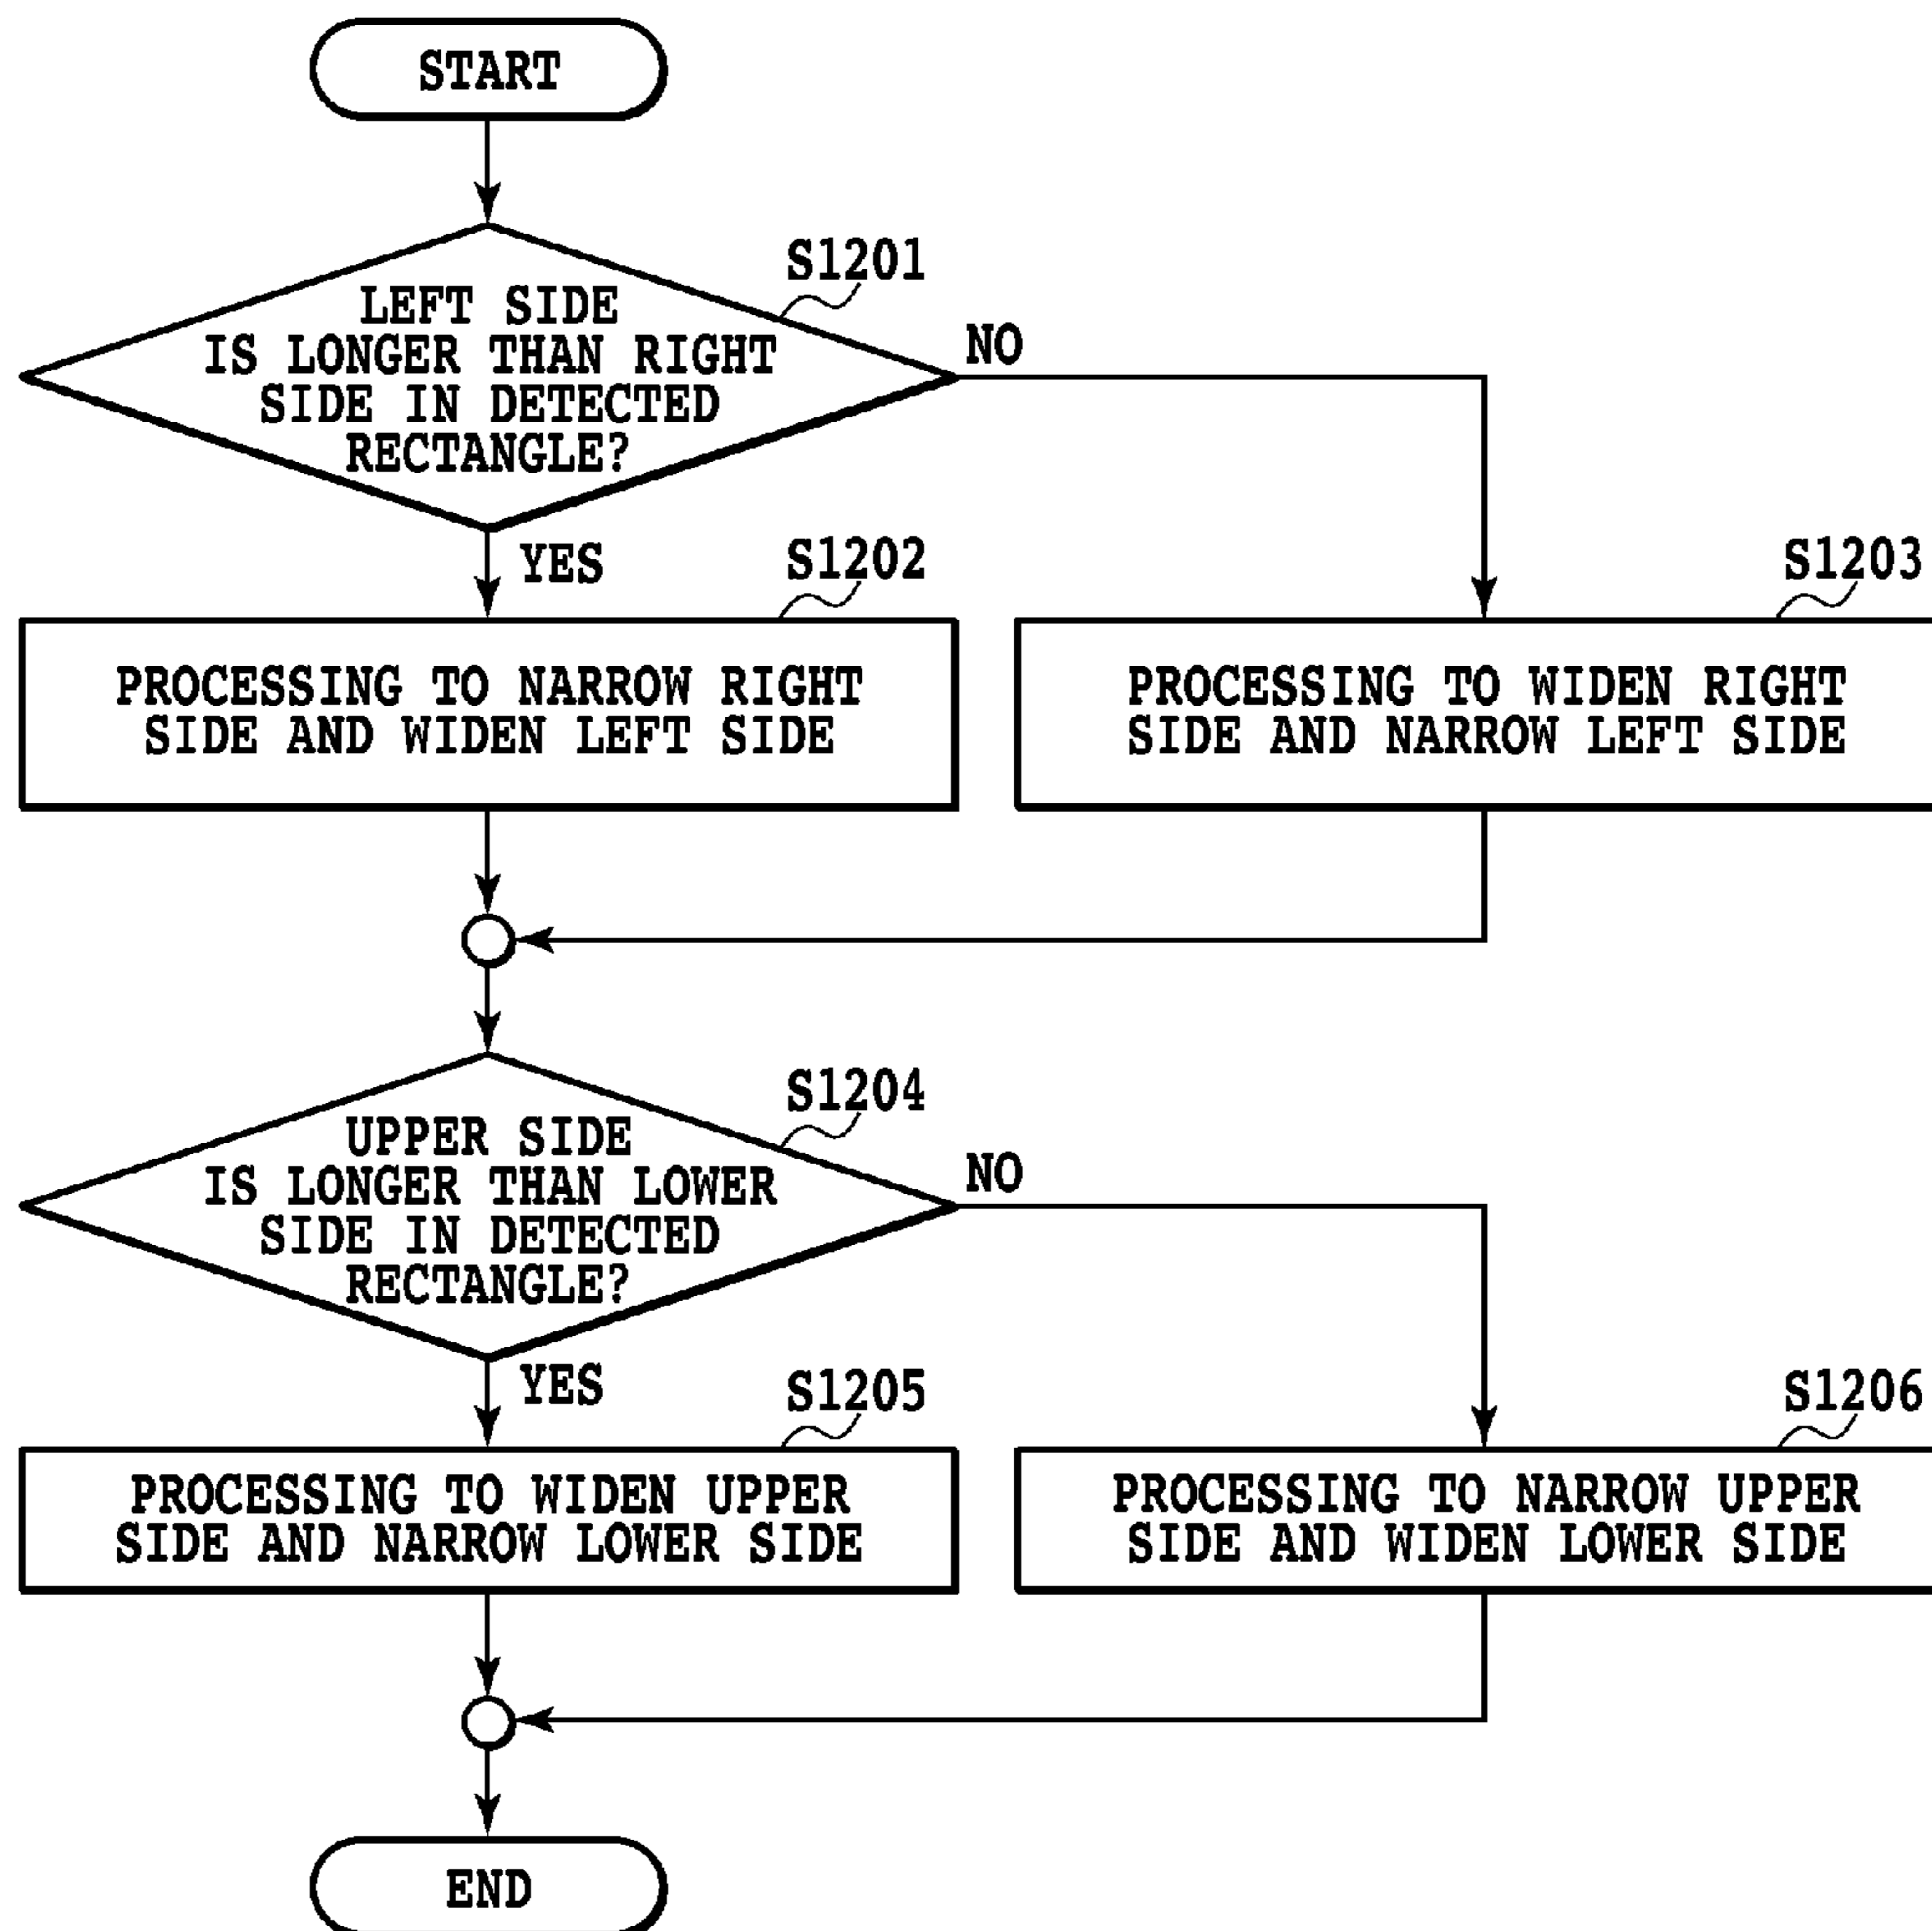 START
S1201
LEFT SIDE
IS LONGER THAN RIGHT
SIDE IN DETECTED
RECTANGLE?
NO
YES
S1202
S1203
PROCESSING TO NARROW RIGHT
SIDE AND WIDEN LEFT SIDE
PROCESSING TO WIDEN RIGHT
SIDE AND NARROW LEFT SIDE
S1204
UPPER SIDE
IS LONGER THAN LOWER
SIDE IN DETECTED
RECTANGLE?
NO
YES
S1205
S1206
PROCESSING TO WIDEN UPPER
SIDE AND NARROW LOWER SIDE
PROCESSING TO NARROW UPPER
SIDE AND WIDEN LOWER SIDE
END